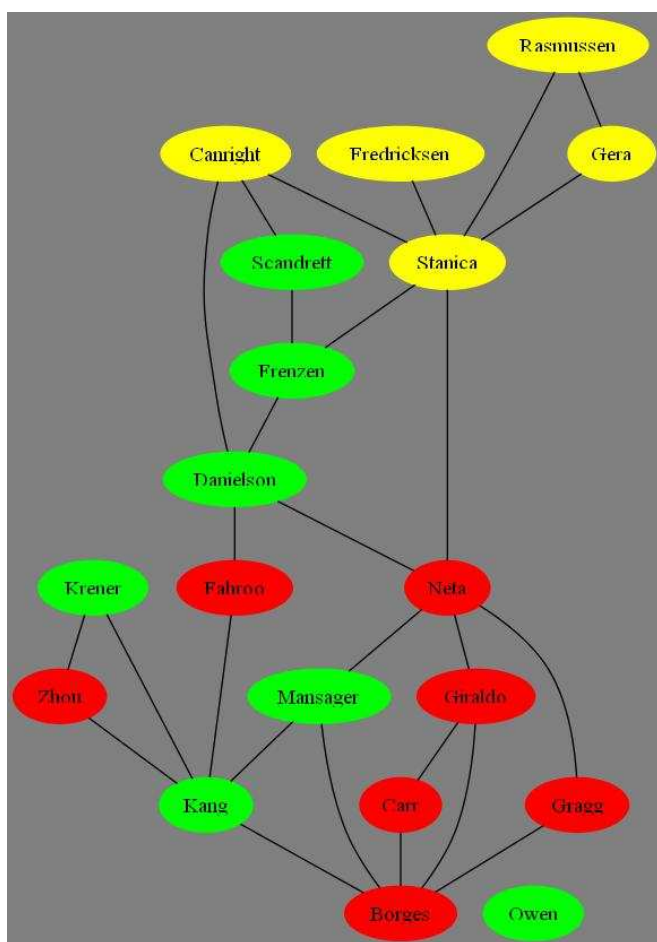 Rasmussen
Canright Fredricksen Gera
Scandrett Stanica
Frenzen
Danielson
Krener Fahroo Neta
Zhou Mansager Giraldo
Kang Carr Gragg
Borges Owen